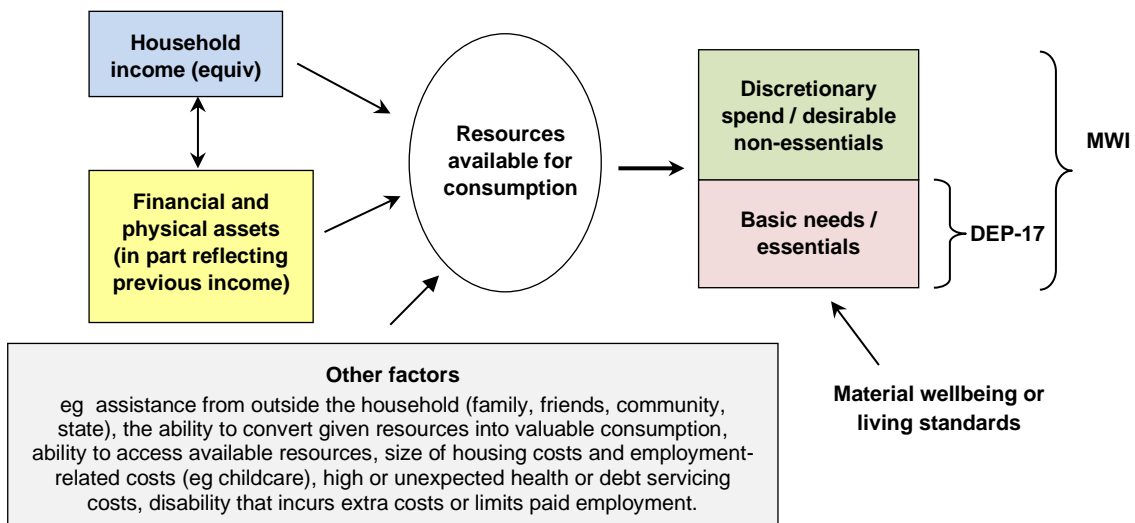 Household
income (equiv)
Financial and
physical assets
(in part reflecting
previous income)
Resources
available for
consumption
Discretionary
spend / desirable
non-essentials
Basic needs /
essentials
DEP-17
MWI
Material wellbeing or
living standards
Other factors
eg assistance from outside the household (family, friends, community,
state), the ability to convert given resources into valuable consumption,
ability to access available resources, size of housing costs and employment-
related costs (eg childcare), high or unexpected health or debt servicing
costs, disability that incurs extra costs or limits paid employment.